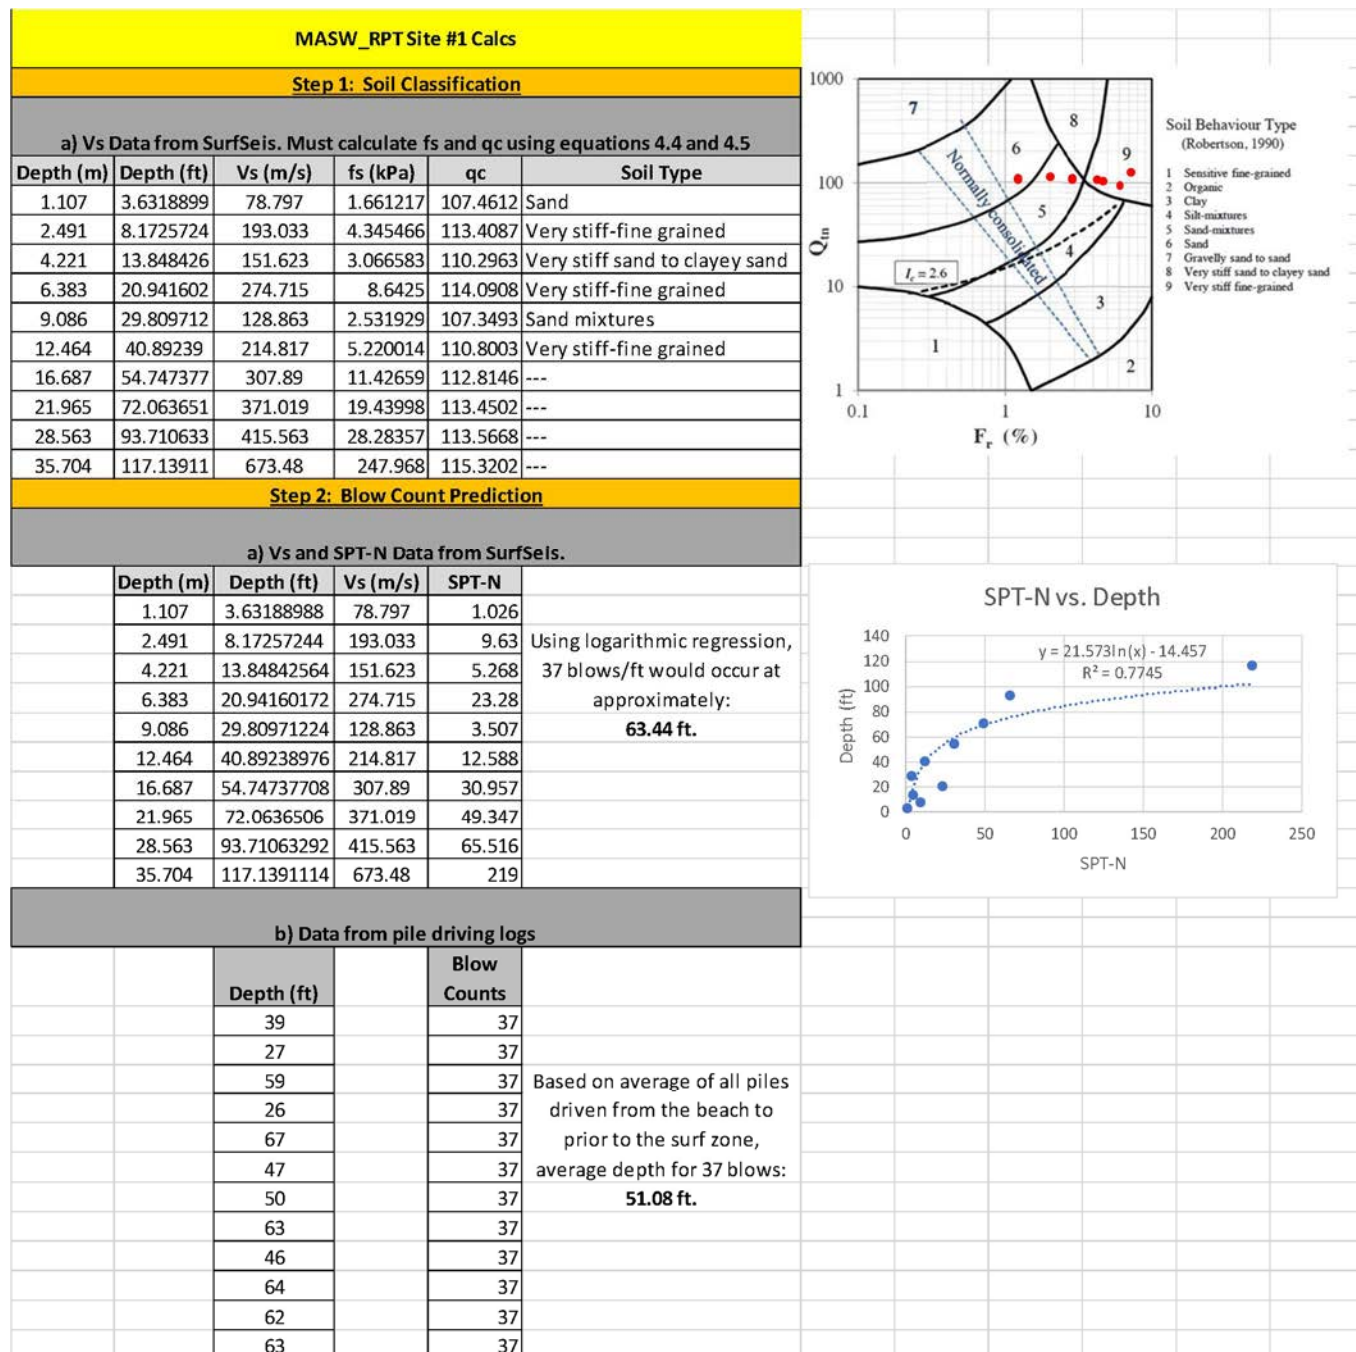 MASW_RPT Site #1 Calcs
Step 1: Soil Classification
a) Vs Data from SurfSeis. Must calculate fs and qc using equations 4.4 and 4.5
Depth (m) Depth (ft) Vs (m/s) fs (kPa) qc Soil Type
1.107 3.6318899 78.797 1.661217 107.4612 Sand
2.491 8.1725724 193.033 4.345466 113.4087 Very stiff-fine grained
4.221 13.848426 151.623 3.066583 110.2963 Very stiff sand to clayey sand
6.383 20.941602 274.715 8.6425 114.0908 Very stiff-fine grained
9.086 29.809712 128.863 2.531929 107.3493 Sand mixtures
12.464 40.89239 214.817 5.220014 110.8003 Very stiff-fine grained
16.687 54.747377 307.89 11.42659 112.8146 ---
21.965 72.063651 371.019 19.43998 113.4502 ---
28.563 93.710633 415.563 28.28357 113.5668 ---
35.704 117.13911 673.48 247.968 115.3202 ---
1000
100
10
1
0.1 1 10
Qtn
Fr (%)
7
8
6
9
5
4
3
1
2
Normally consolidated
Ic = 2.6
Soil Behaviour Type
(Robertson, 1990)
1 Sensitive fine-grained
2 Organic
3 Clay
4 Silt-mixtures
5 Sand-mixtures
6 Sand
7 Gravelly sand to sand
8 Very stiff sand to clayey sand
9 Very stiff fine-grained
Step 2: Blow Count Prediction
a) Vs and SPT-N Data from SurfSeis.
Depth (m) Depth (ft) Vs (m/s) SPT-N
1.107 3.63188988 78.797 1.026
2.491 8.17257244 193.033 9.63
4.221 13.84842564 151.623 5.268
6.383 20.94160172 274.715 23.28
9.086 29.80971224 128.863 3.507
12.464 40.89238976 214.817 12.588
16.687 54.74737708 307.89 30.957
21.965 72.0636506 371.019 49.347
28.563 93.71063292 415.563 65.516
35.704 117.1391114 673.48 219
Using logarithmic regression,
37 blows/ft would occur at
approximately:
63.44 ft.
SPT-N vs. Depth
y = 21.573ln(x) - 14.457
R² = 0.7745
140
120
100
80
60
40
20
0
0 50 100 150 200 250
Depth (ft)
SPT-N
b) Data from pile driving logs
Depth (ft) Blow
Counts
39 37
27 37
59 37
26 37
67 37
47 37
50 37
63 37
46 37
64 37
62 37
63 37
Based on average of all piles
driven from the beach to
prior to the surf zone,
average depth for 37 blows:
51.08 ft.